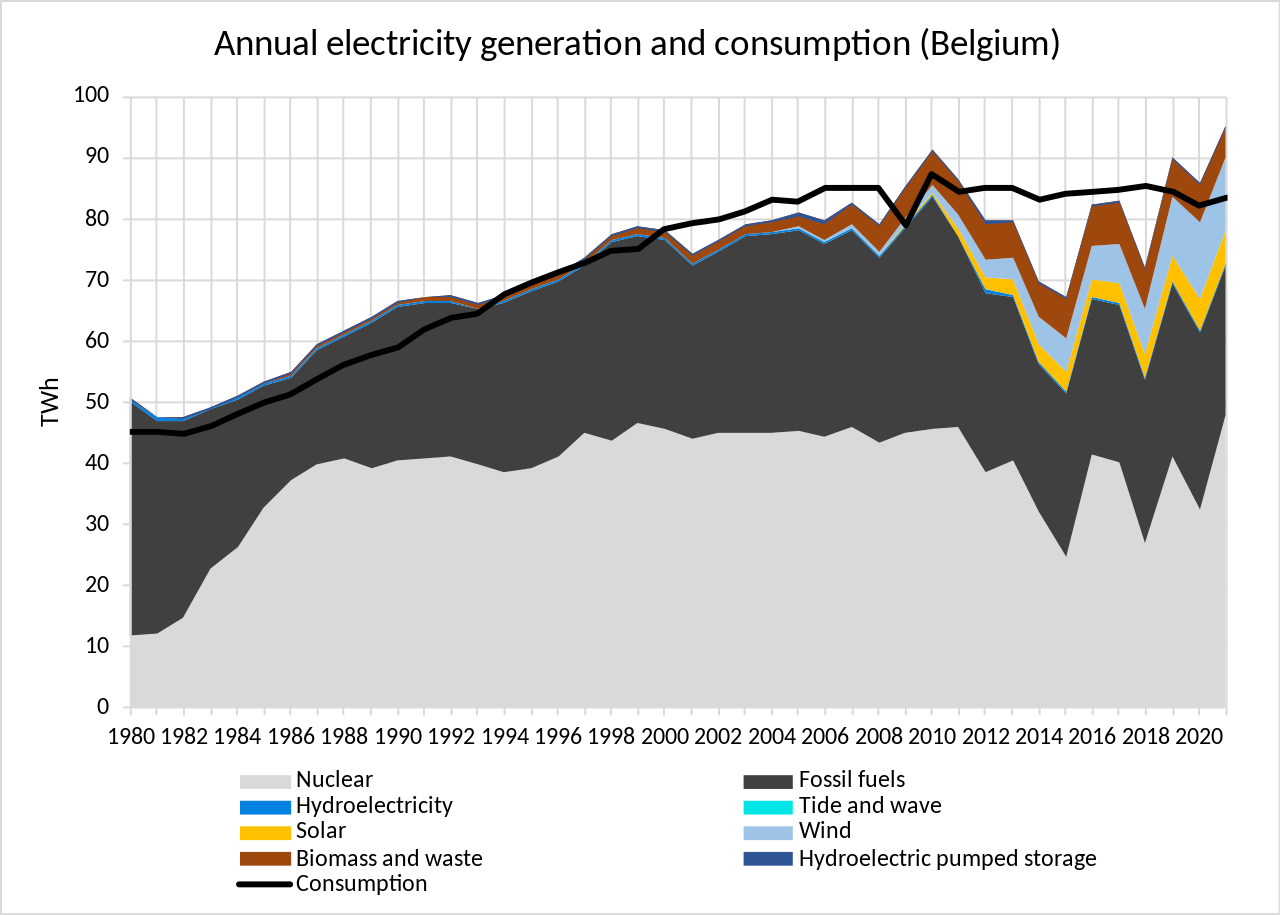 Annual electricity generation and consumption (Belgium)
100
90
80
70
60
50
40
30
20
10
0
TWh
1980 1982 1984 1986 1988 1990 1992 1994 1996 1998 2000 2002 2004 2006 2008 2010 2012 2014 2016 2018 2020
Nuclear Fossil fuels
Hydroelectricity Tide and wave
Solar Wind
Biomass and waste Hydroelectric pumped storage
Consumption